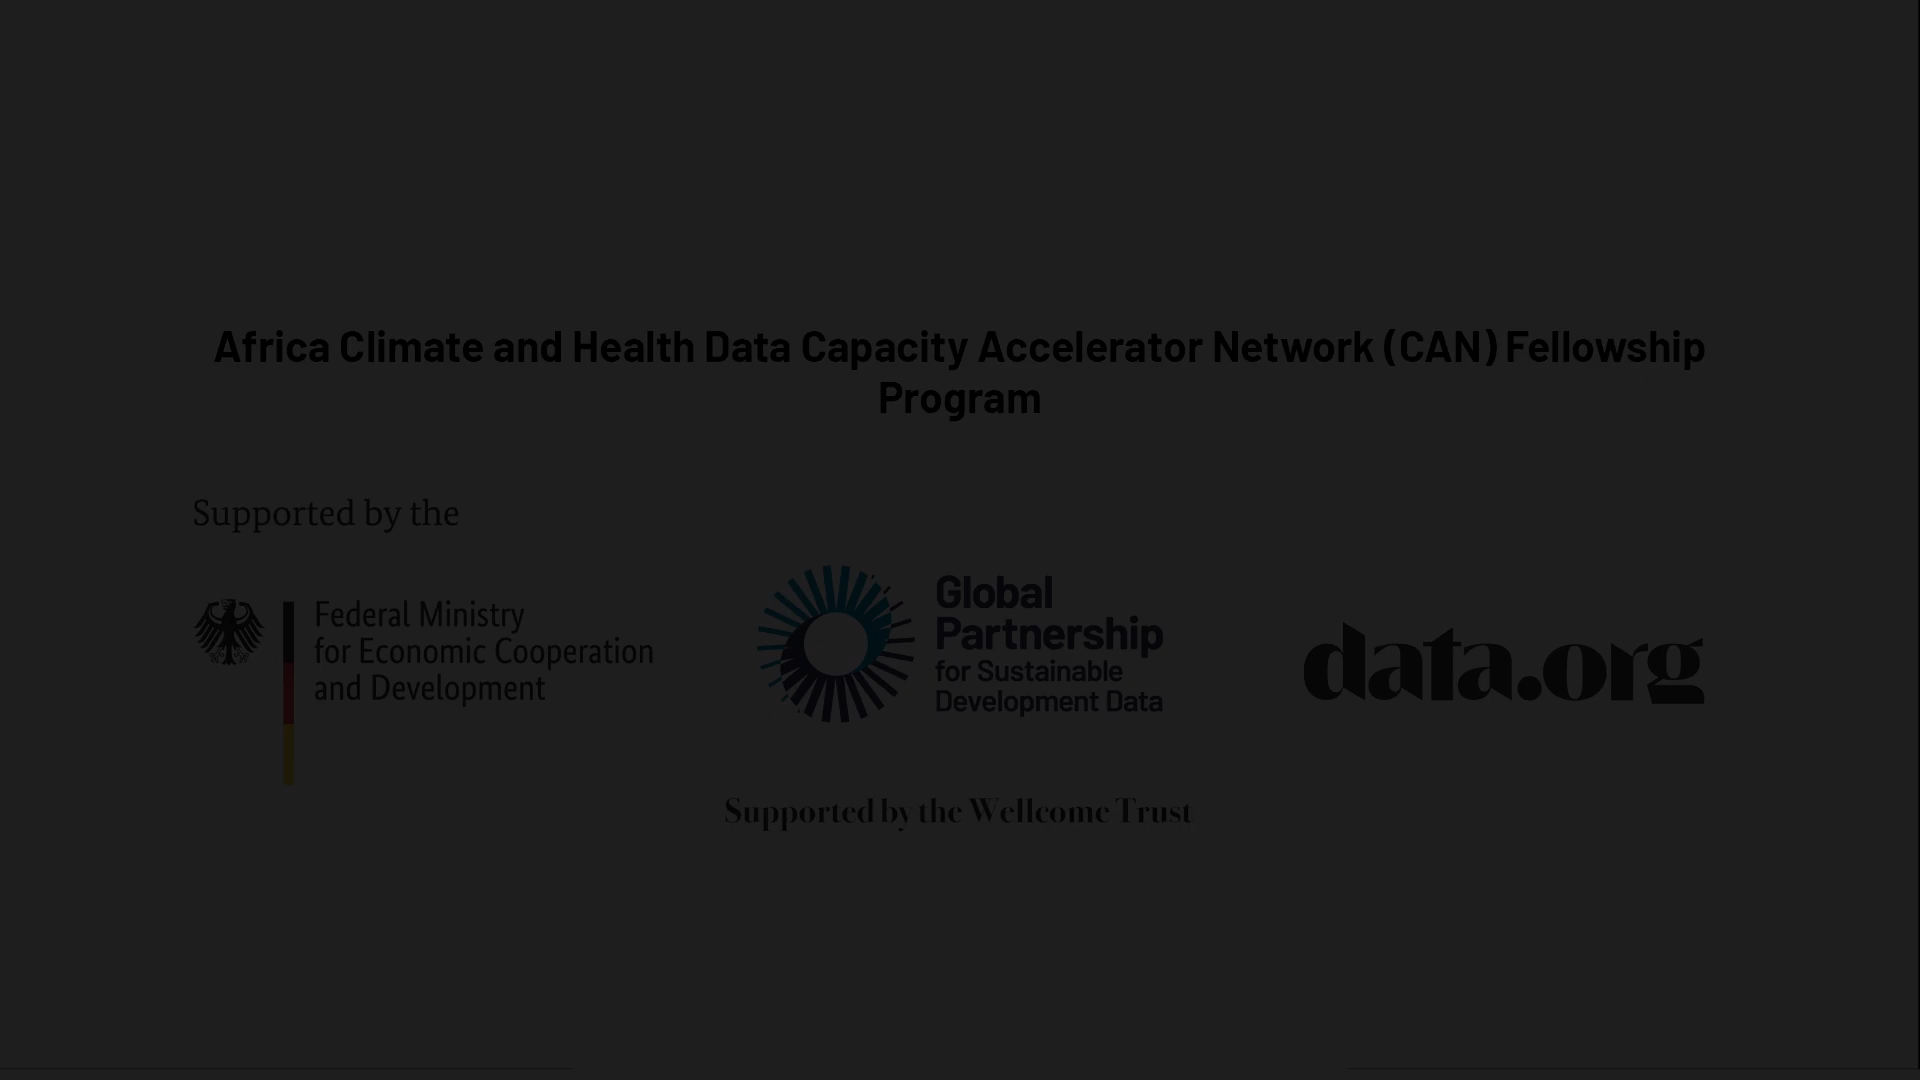 Africa Climate and Health Data Capacity Accelerator Network (CAN) Fellowship
Program
Supported by the
Federal Ministry
for Economic Cooperation
and Development
Global
Partnership
for Sustainable
Development Data
data.org
Supported by the Wellcome Trust